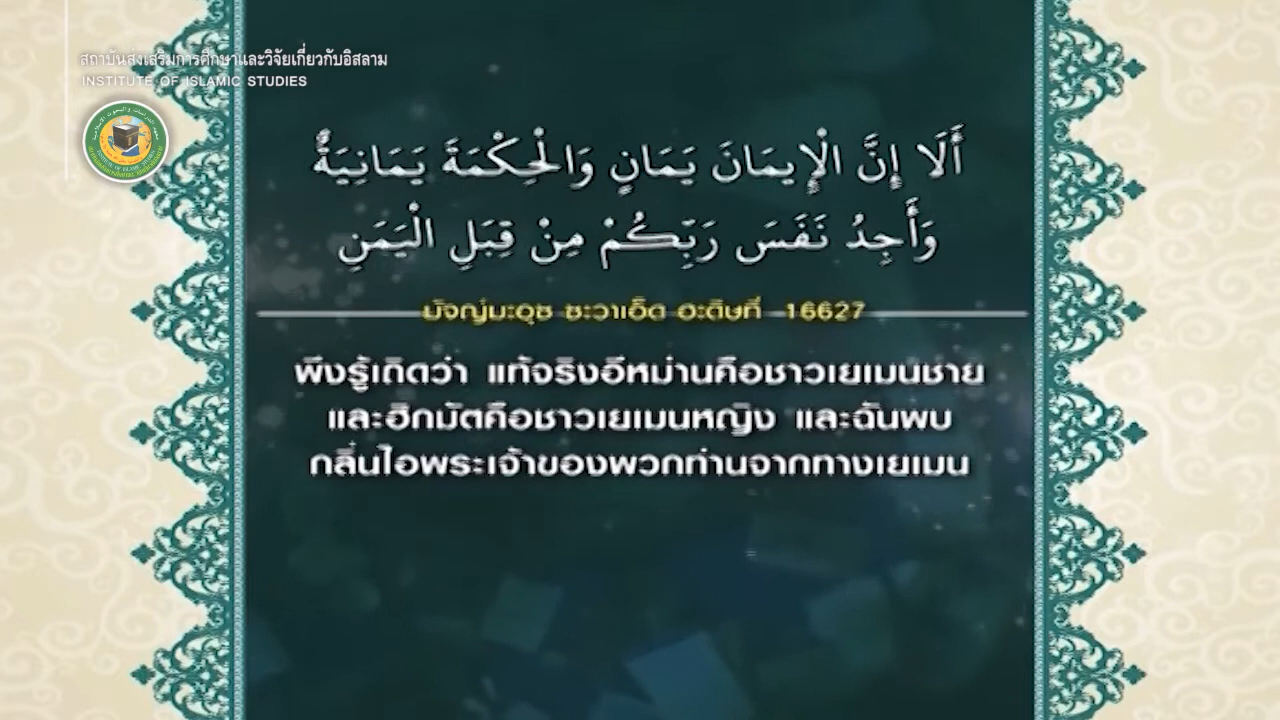 สถาบันส่งเสริมการศึกษาและวิจัยเกี่ยวกับอิสลาม
INSTITUTE OF ISLAMIC STUDIES
أَلَا إِنَّ الْإِيمَانَ يَمَانٍ وَالْحِكْمَةَ يَمَانِيَةٌ
وَأَجِدُ نَفَسَ رَبِّكُمْ مِنْ قِبَلِ الْيَمَنِ
มัจญ์มะอุซ ซะวาเอ็ด ฮะดิษที่ 16627
พึงรู้เถิดว่า แท้จริงอีหม่านคือชาวเยเมนชาย
และฮิกมัตคือชาวเยเมนหญิง และฉันพบ
กลิ่นไอพระเจ้าของพวกท่านจากทางเยเมน